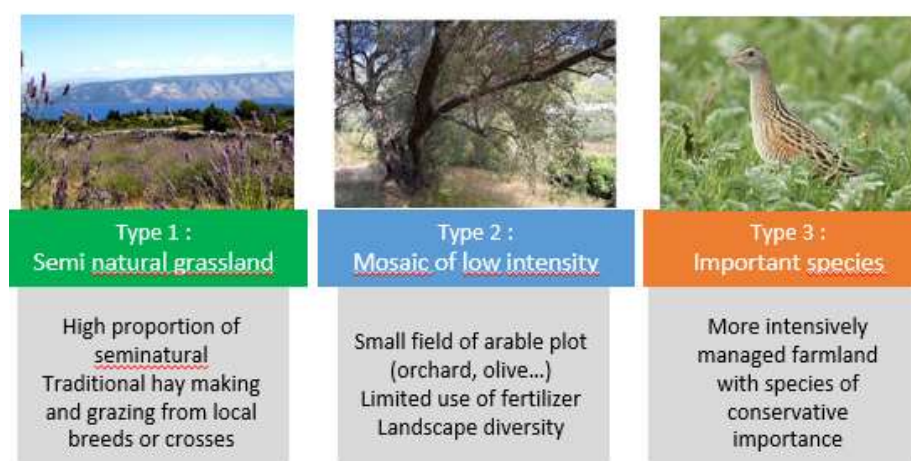 Type 1 :
Semi natural grassland
High proportion of
seminatural
Traditional hay making
and grazing from local
breeds or crosses
Type 2 :
Mosaic of low intensity
Small field of arable plot
(orchard, olive...)
Limited use of fertilizer
Landscape diversity
Type 3 :
Important species
More intensively
managed farmland
with species of
conservative
importance